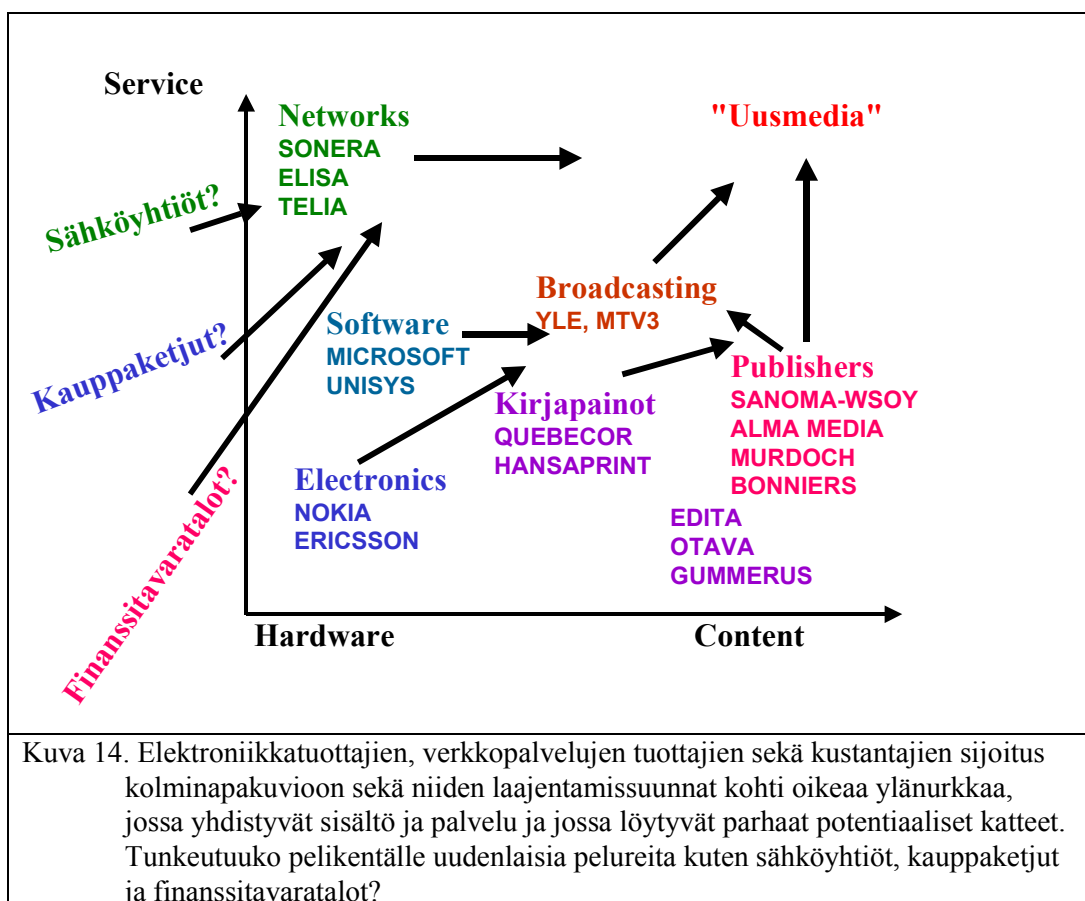 Service
Networks
SONERA
ELISA
TELIA
"Uusmedia"
Sähköyhtiöt?
Kauppaketjut?
Finanssitavaratalot?
Software
MICROSOFT
UNISYS
Broadcasting
YLE, MTV3
Kirjapainot
QUEBECOR
HANSAPRINT
Publishers
SANOMA-WSOY
ALMA MEDIA
MURDOCH
BONNIERS
Electronics
NOKIA
ERICSSON
EDITA
OTAVA
GUMMERUS
Hardware
Content
Kuva 14. Elektroniikkatuottajien, verkkopalvelujen tuottajien sekä kustantajien sijoitus
kolminapakuvioon sekä niiden laajentamissuunnat kohti oikeaa ylänurkkaa,
jossa yhdistyvät sisältö ja palvelu ja jossa löytyvät parhaat potentiaaliset katteet.
Tunkeutuuko pelikentälle uudenlaisia pelureita kuten sähköyhtiöt, kauppaketjut
ja finanssitavaratalot?